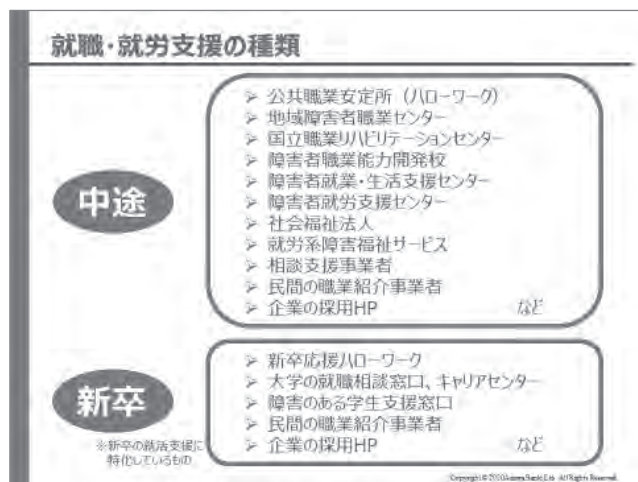 就職・就労支援の種類
中途
➢ 公共職業安定所（ハローワーク）
➢ 地域障害者職業センター
➢ 国立職業リハビリテーションセンター
➢ 障害者職業能力開発校
➢ 障害者就業・生活支援センター
➢ 障害者就労支援センター
➢ 社会福祉法人
➢ 就労系障害福祉サービス
➢ 相談支援事業者
➢ 民間の職業紹介事業者
➢ 企業の採用HP など
新卒
※新卒の就活支援に
特化しているもの
➢ 新卒応援ハローワーク
➢ 大学の就職相談窓口、キャリアセンター
➢ 障害のある学生支援窓口
➢ 民間の職業紹介事業者
➢ 企業の採用HP など
Copyright © All Rights Reserved.